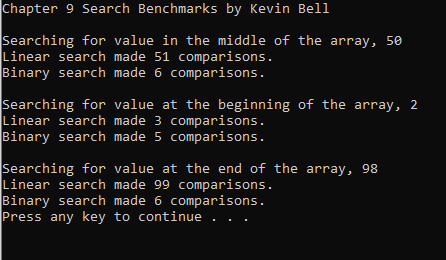 Chapter 9 Search Benchmarks by Kevin Bell
Searching for value in the middle of the array, 50
Linear search made 51 comparisons.
Binary search made 6 comparisons.
Searching for value at the beginning of the array, 2
Linear search made 3 comparisons.
Binary search made 5 comparisons.
Searching for value at the end of the array, 98
Linear search made 99 comparisons.
Binary search made 6 comparisons.
Press any key to continue . . .